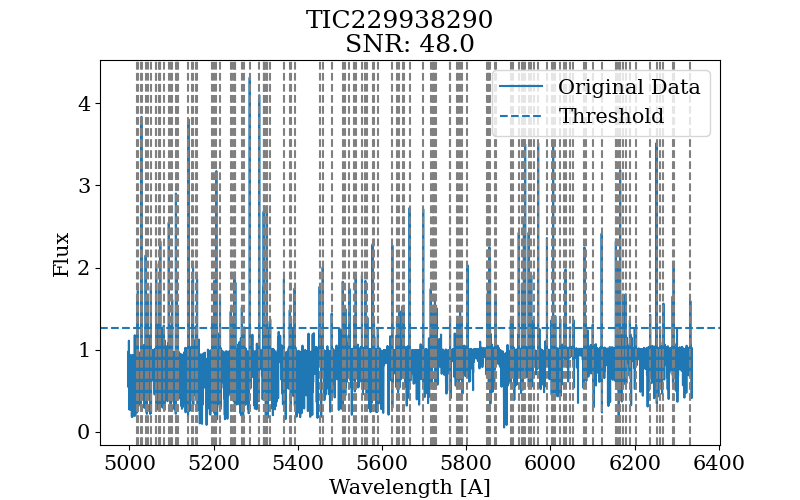 TIC229938290
SNR: 48.0
Original Data
Threshold
Flux
4
3
2
1
0
5000 5200 5400 5600 5800 6000 6200 6400
Wavelength [A]